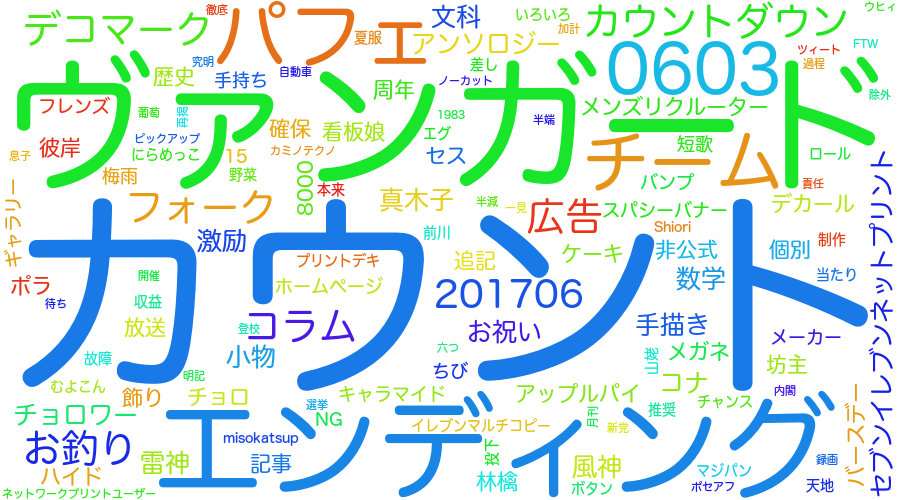 徹底
デコマーク
パフェ
文科
いろいろ
カウントダウン
ウヒィ
夏服
アンソロジー
加計
究明
歴史
手持ち
自動車
差し
ノーカット
周年
0603
ツィート
過程
FTW
除外
フレンズ
葡萄
再掲
ヴァンガード
1983
半端
メンズリクルーター
ピックアップ
確保
看板娘
エグ
チーム
短歌
ロール
彼岸
にらめっこ
15
カミノテクノ
セス
息子
梅雨
野菜
8000
本来
真木子
バンプ
責任
ギャラリー
フォーク
半減
一見
広告
スパシーバナー
デカール
セブンイレブンネットプリント
激励
前川
Shiori
非公式
個別
制作
プリントデキ
追記
ケーキ
数学
当たり
ポラ
開催
ホームページ
待ち
収益
201706
カウント
放送
登校
コラム
お祝い
手描き
メーカー
故障
小物
六つ
ちび
メガネ
坊主
明記
むよこん
飾り
チョロ
キャラマイド
アップルパイ
コナ
チャンス
内閣
バースデー
チョロワー
選挙
NG
月刊
推奨
お釣り
misokatsup
エンディング
イレブンマルチコピー
新党
投下
雷神
記事
風神
マジパン
録画
ハイド
林檎
ボタン
ポセアフ
天地
ネットワークプリントユーザー